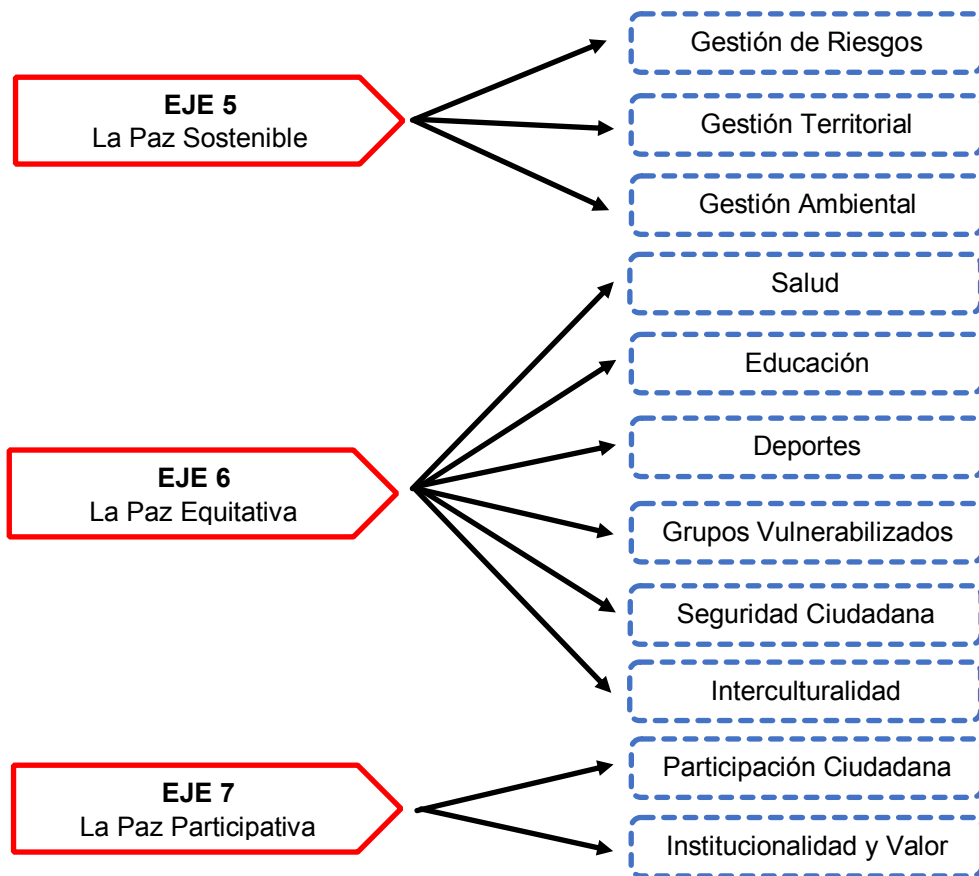 EJE 5
La Paz Sostenible
Gestión de Riesgos
Gestión Territorial
Gestión Ambiental
EJE 6
La Paz Equitativa
Salud
Educación
Deportes
Grupos Vulnerabilizados
Seguridad Ciudadana
Interculturalidad
EJE 7
La Paz Participativa
Participación Ciudadana
Institucionalidad y Valor